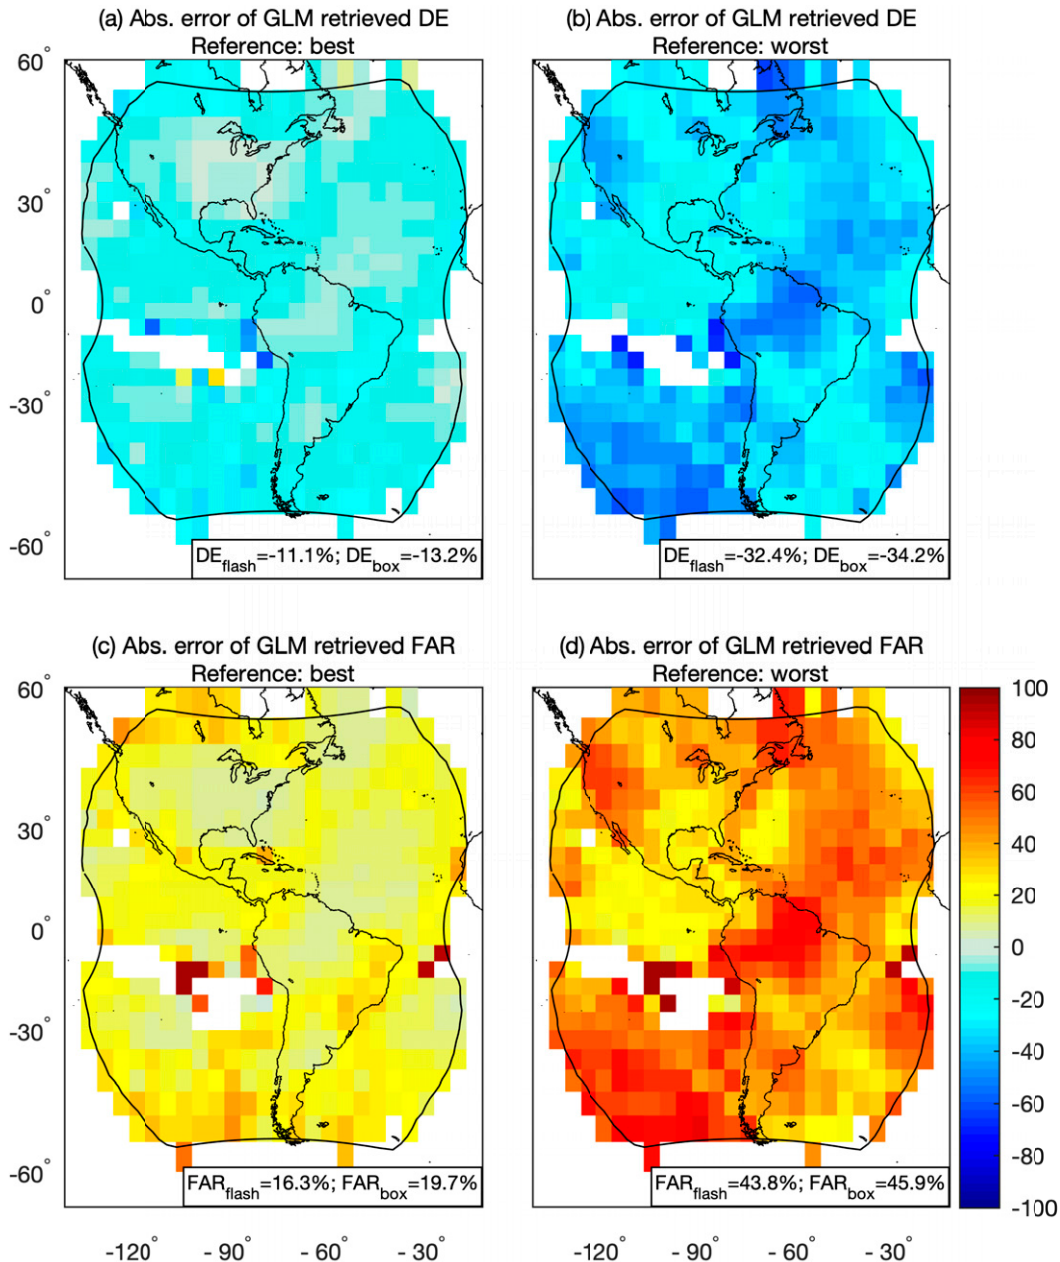 (a) Abs. error of GLM retrieved DE
Reference: best
(b) Abs. error of GLM retrieved DE
Reference: worst
60°
30°
0°
-30°
-60°
DEflash=-11.1%; DEbox=-13.2%
DEflash=-32.4%; DEbox=-34.2%
(c) Abs. error of GLM retrieved FAR
Reference: best
(d) Abs. error of GLM retrieved FAR
Reference: worst
60°
30°
0°
-30°
-60°
FARflash=16.3%; FARbox=19.7%
FARflash=43.8%; FARbox=45.9%
100
80
60
40
20
0
-20
-40
-60
-80
-100
-120° -90° -60° -30°
-120° -90° -60° -30°